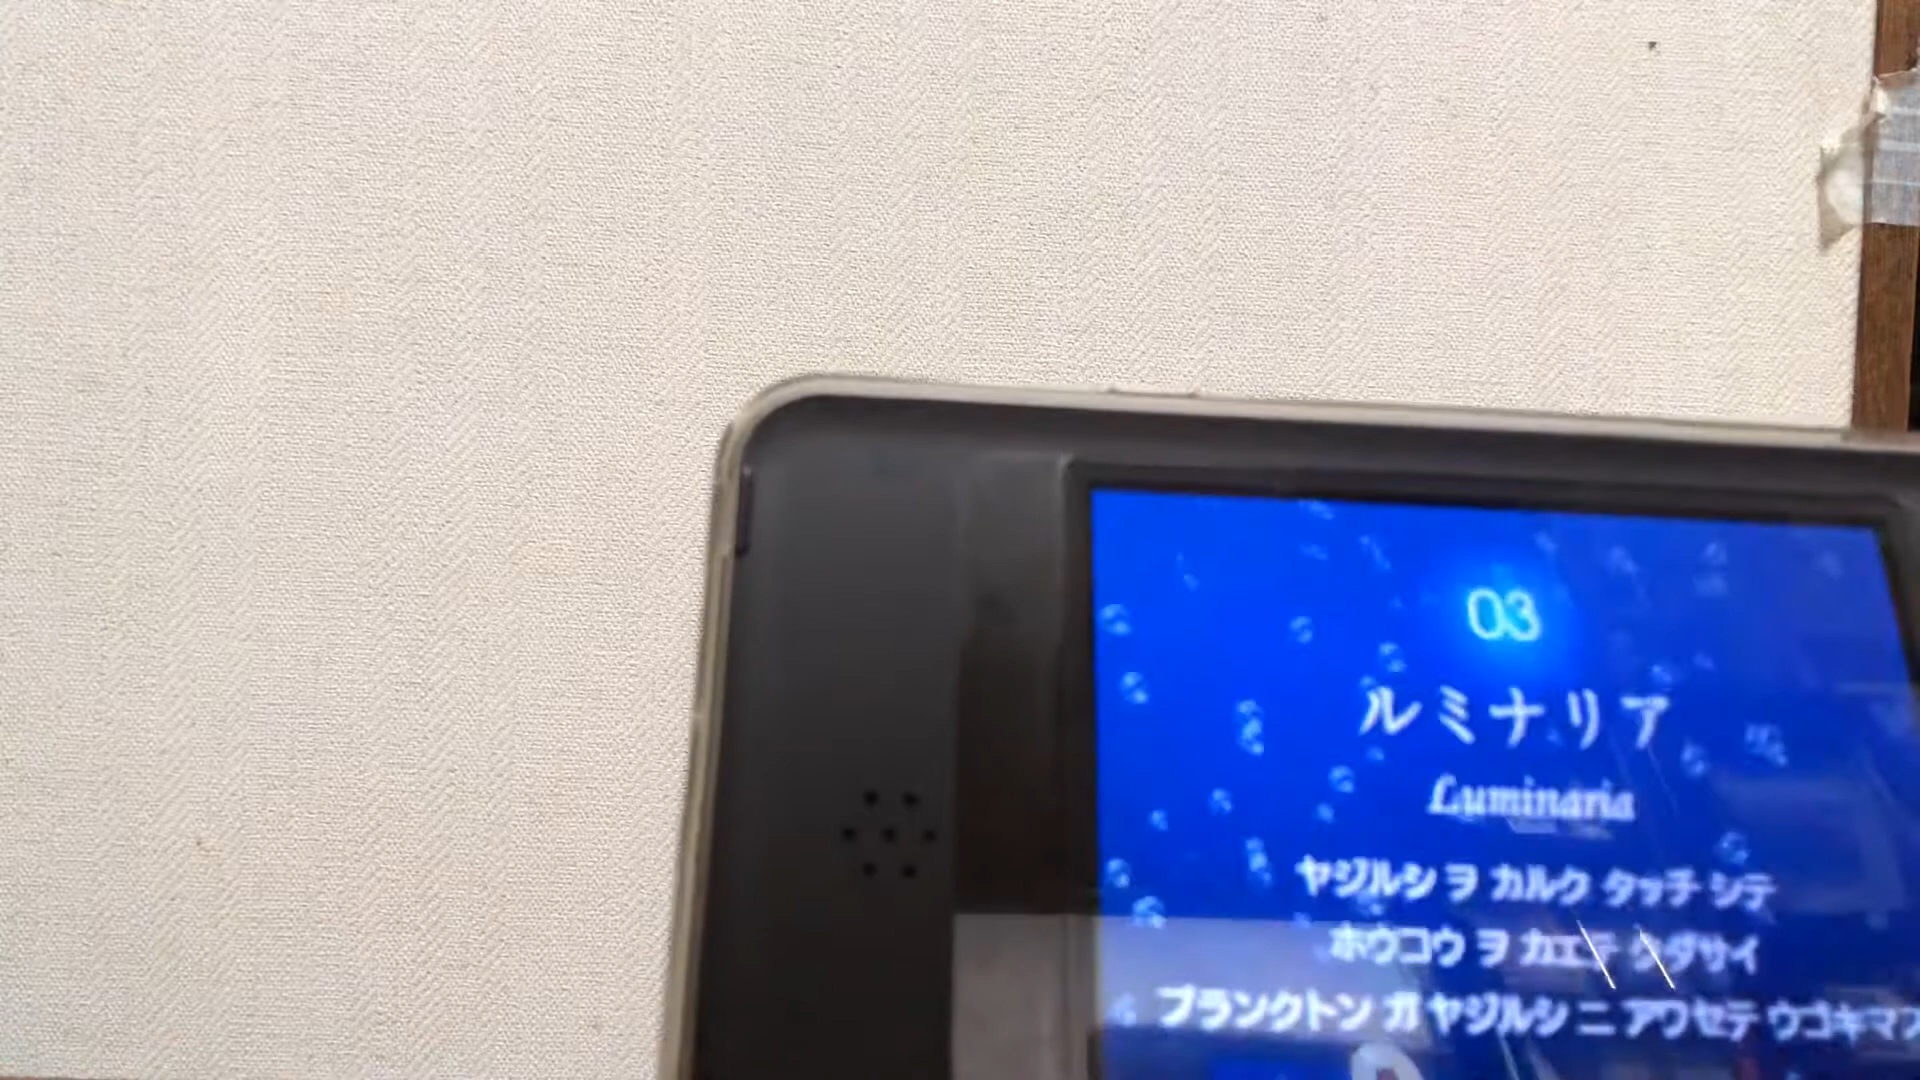 03
ルミナリア
Luminaria
ヤジルシ ヲ カルク タッチ シテ
ホウコウ ヲ カエテ クダサイ
プランクトン ガ ヤジルシ ニ アワセテ ウゴキマス